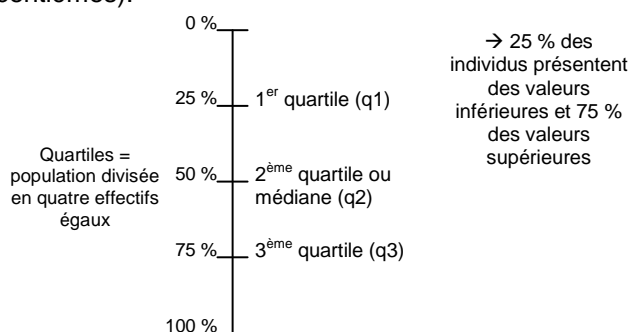 0 %
→ 25 % des
individus présentent
des valeurs
inférieures et 75 %
des valeurs
supérieures
25 %
1er quartile (q1)
Quartiles =
population divisée
en quatre effectifs
égaux
50 %
2ème quartile ou
médiane (q2)
75 %
3ème quartile (q3)
100 %